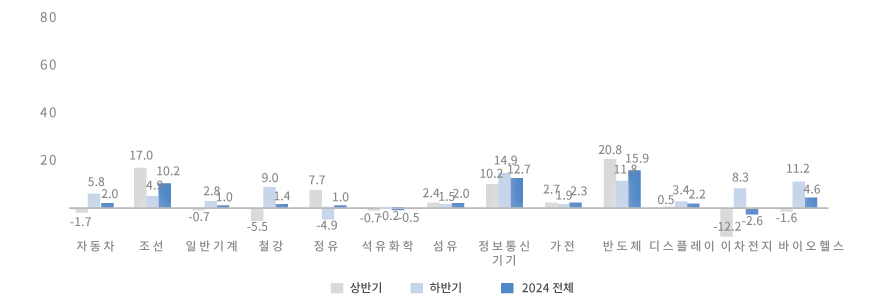 80
60
40
20
-1.7 5.8 2.0
17.0 4.9 10.2
-0.7 2.8 1.0
-5.5 9.0 1.4
7.7 -4.9 1.0
-0.7 -0.2 -0.5
2.4 1.5 2.0
10.2 14.9 12.7
2.7 1.9 2.3
20.8 11.8 15.9
0.5 3.4 2.2
-12.2 8.3 -2.6
-1.6 11.2 4.6
자동차 조선 일반기계 철강 정유 석유화학 섬유 정보통신 가전 반도체 디스플레이 이차전지 바이오헬스
기기
상반기 하반기 2024 전체